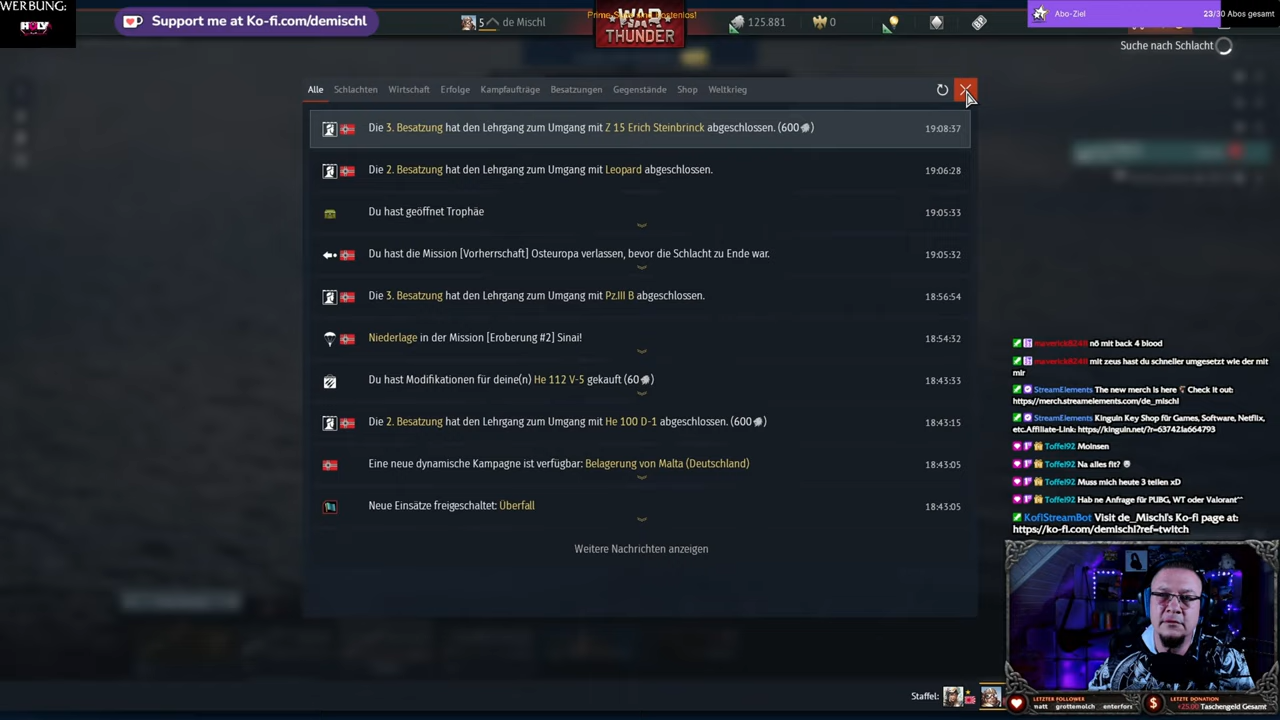 WERBUNG:
HOLY
Support me at Ko-fi.com/demischl
5 de Mischl
WAR
THUNDER
125.881
0
Abo-Ziel
23/30 Abos gesamt
Suche nach Schlacht
Alle Schlachten Wirtschaft Erfolge Kampfaufträge Besatzungen Gegenstände Shop Weltkrieg
Die 3. Besatzung hat den Lehrgang zum Umgang mit Z 15 Erich Steinbrinck abgeschlossen. (600) 19:08:37
Die 2. Besatzung hat den Lehrgang zum Umgang mit Leopard abgeschlossen. 19:06:28
Du hast geöffnet Trophäe 19:05:33
Du hast die Mission [Vorherrschaft] Osteuropa verlassen, bevor die Schlacht zu Ende war. 19:05:32
Die 3. Besatzung hat den Lehrgang zum Umgang mit Pz.III B abgeschlossen. 18:56:54
Niederlage in der Mission [Eroberung #2] Sinai! 18:54:32
Du hast Modifikationen für deine(n) He 112 V-5 gekauft (60) 18:43:33
Die 2. Besatzung hat den Lehrgang zum Umgang mit He 100 D-1 abgeschlossen. (600) 18:43:15
Eine neue dynamische Kampagne ist verfügbar: Belagerung von Malta (Deutschland) 18:43:05
Neue Einsätze freigeschaltet: Überfall 18:43:05
Weitere Nachrichten anzeigen
nö mit back 4 blood
mit zeus hast du schneller umgesetzt wie der mit
mir
StreamElements The new merch is here Check it out:
https://merch.streamelements.com/de_mischl
StreamElements Kinguin Key Shop für Games, Software, Netflix,
etc.Affiliate-Link: https://kinguin.net/?r=637421a664793
Toffel92 Moinsen
Toffel92 Na alles fit?
Toffel92 Muss mich heute 3 teilen xD
Toffel92 Hab ne Anfrage für PUBG, WT oder Valorant^^
KofiStreamBot Visit de_Mischl's Ko-fi page at:
https://ko-fi.com/demischl?ref=twitch
Staffel:
LETZTER FOLLOWER
natt grottemolch enterfors
LETZTE DONATION
+25.00 Taschengeld Gesamt